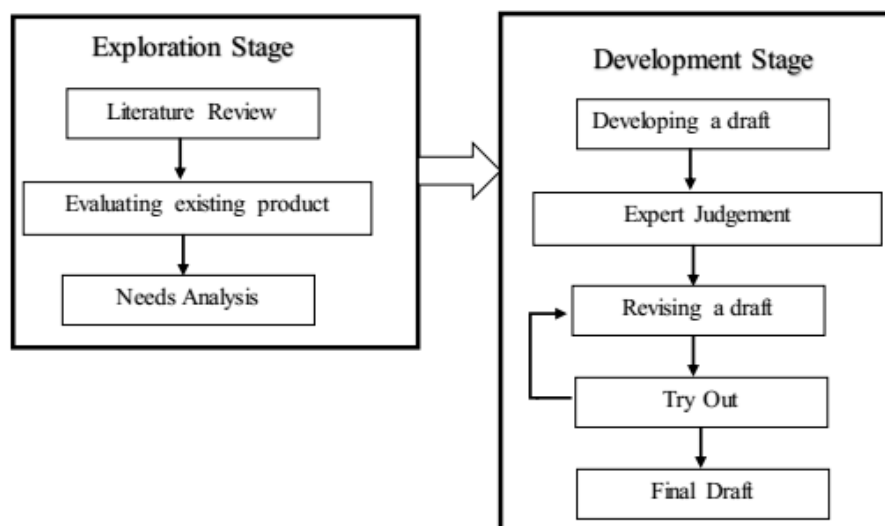 Exploration Stage
Literature Review
Evaluating existing product
Needs Analysis
Development Stage
Developing a draft
Expert Judgement
Revising a draft
Try Out
Final Draft